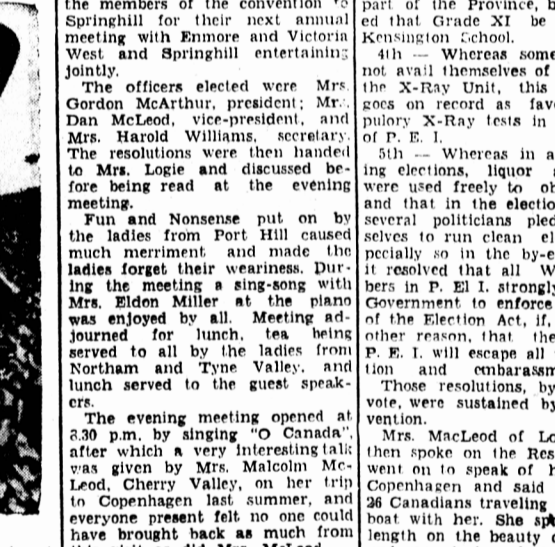 the members of the convention to
Springhill for their next annual
meeting with Enmore and Victoria
West and Springhill entertaining
jointly.
The officers elected were Mrs.
Gordon McArthur, president; Mr..
Dan McLeod, vice-president, and
Mrs. Harold Williams, secretary.
The resolutions were then handed
to Mrs. Logie and discussed be-
fore being read at the evening
meeting.
Fun and Nonsense put on by
the ladies from Port Hill caused
much merriment and made the
ladies forget their weariness. Dur-
ing the meeting a sing-song with
Mrs. Eldon Miller at the piano
was enjoyed by all. Meeting ad-
journed for lunch, tea being
served to all by the ladies from
Northam and Tyne Valley, and
lunch served to the guest speak-
ers.
The evening meeting opened at
8.30 p.m. by singing "O Canada",
after which a very interesting talk
was given by Mrs. Malcolm Mc-
Leod, Cherry Valley, on her trip
to Copenhagen last summer, and
everyone present felt no one could
have brought back as much from
part of the Province,
ed that Grade XI be
Kensington School.
4th — Whereas some
not avail themselves of
the X-Ray Unit, this
goes on record as
pulory X-Ray tests in
of P. E. I.
5th — Whereas in
ing elections, liquor
were used freely to
and that in the
several politicians
selves to run clean
pecially so in the
it resolved that all
bers in P. El I. strongly
Government to enforce
of the Election Act, if,
other reason, that
P. E. I. will escape all
tion and
Those resolutions, by
vote, were sustained by
vention.
Mrs. MacLeod of
then spoke on the
went on to speak of
Copenhagen and said
26 Canadians traveling
boat with her. She
length on the beauty